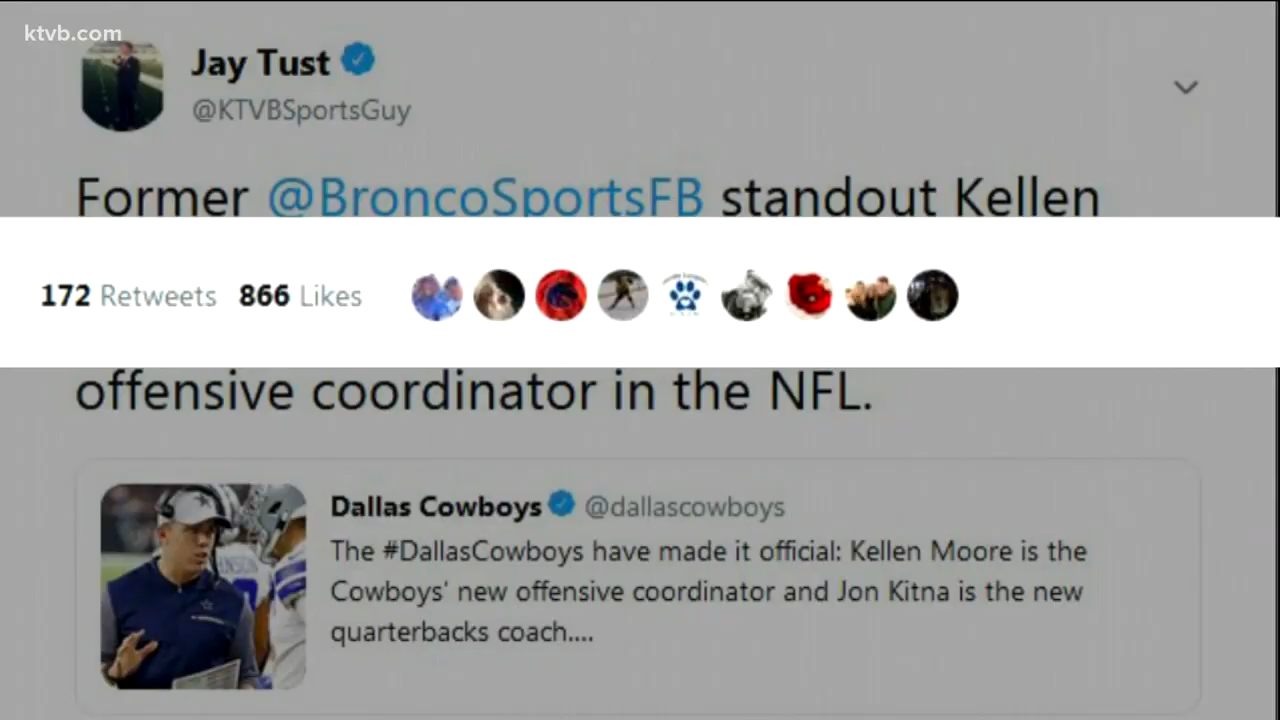 ktvb.com
Jay Tust
@KTVBSportsGuy
Former @BroncoSportsFB standout Kellen
172 Retweets 866 Likes
offensive coordinator in the NFL.
Dallas Cowboys @dallascowboys
The #DallasCowboys have made it official: Kellen Moore is the
Cowboys' new offensive coordinator and Jon Kitna is the new
quarterbacks coach....